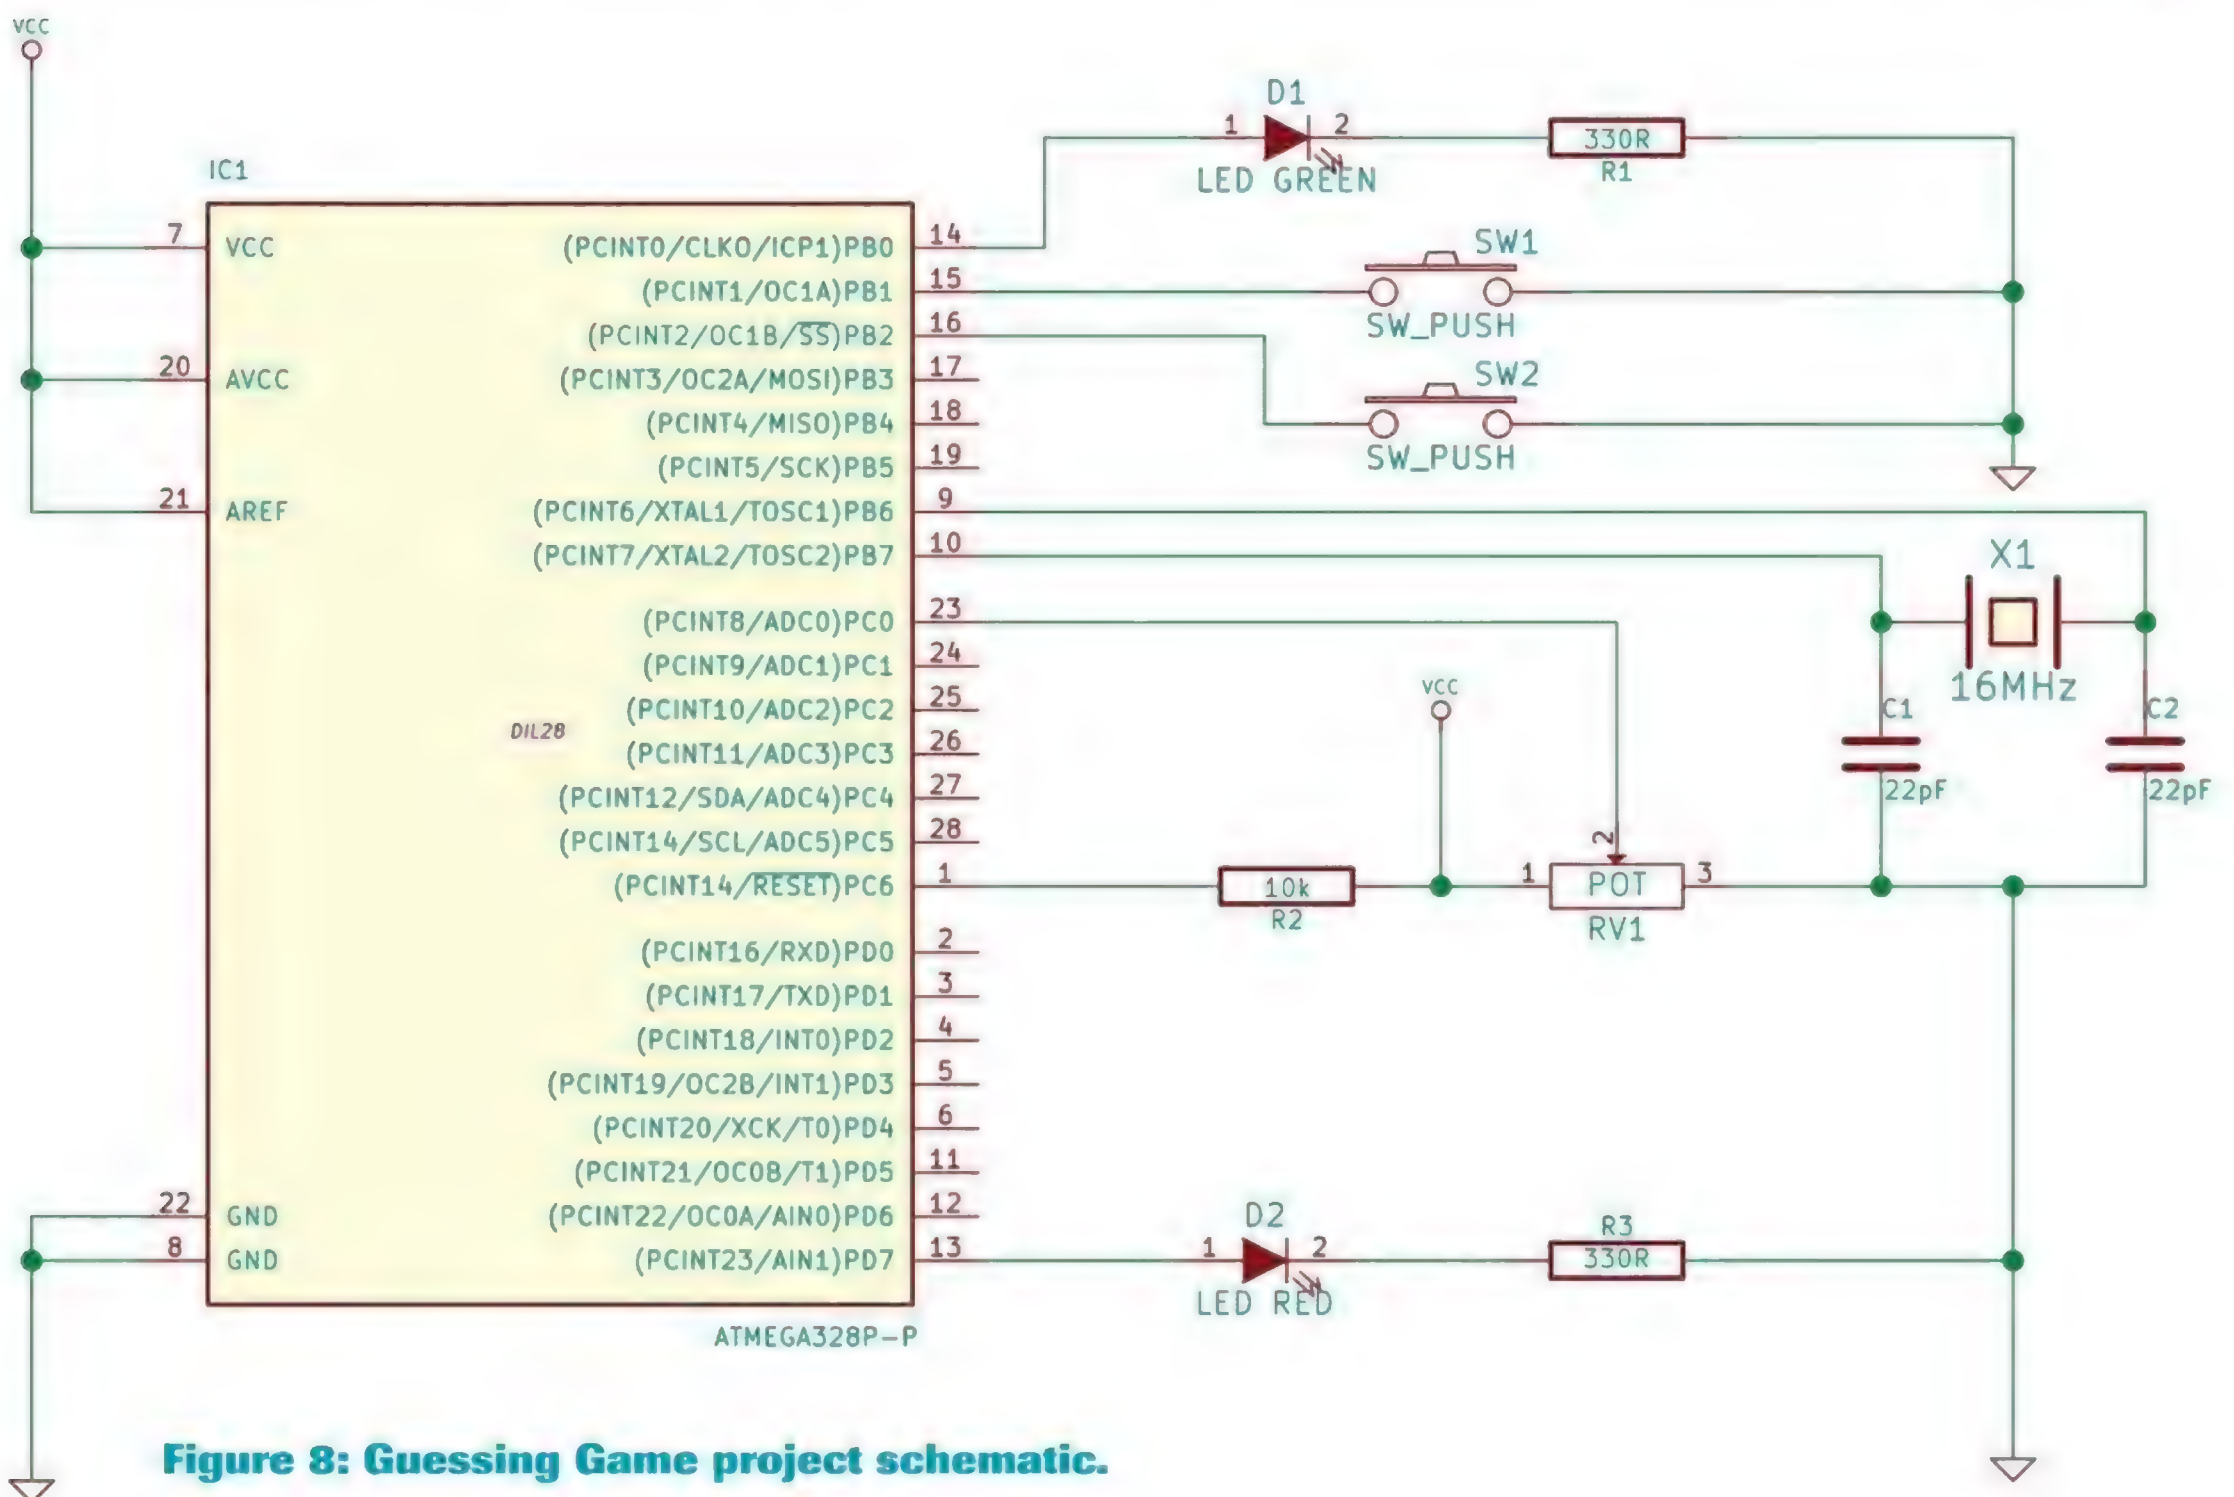 VCC
IC1
7 VCC
20 AVCC
21 AREF
22 GND
8 GND
DIL28
(PCINT0/CLKO/ICP1)PB0 14
(PCINT1/OC1A)PB1 15
(PCINT2/OC1B/SS)PB2 16
(PCINT3/OC2A/MOSI)PB3 17
(PCINT4/MISO)PB4 18
(PCINT5/SCK)PB5 19
(PCINT6/XTAL1/TOSC1)PB6 9
(PCINT7/XTAL2/TOSC2)PB7 10
(PCINT8/ADC0)PC0 23
(PCINT9/ADC1)PC1 24
(PCINT10/ADC2)PC2 25
(PCINT11/ADC3)PC3 26
(PCINT12/SDA/ADC4)PC4 27
(PCINT14/SCL/ADC5)PC5 28
(PCINT14/RESET)PC6 1
(PCINT16/RXD)PD0 2
(PCINT17/TXD)PD1 3
(PCINT18/INT0)PD2 4
(PCINT19/OC2B/INT1)PD3 5
(PCINT20/XCK/T0)PD4 6
(PCINT21/OC0B/T1)PD5 11
(PCINT22/OC0A/AIN0)PD6 12
(PCINT23/AIN1)PD7 13
ATMEGA328P-P
D1
1 2
LED GREEN
330R
R1
SW1
SW_PUSH
SW2
SW_PUSH
X1
16MHz
C1
22pF
C2
22pF
VCC
10k
R2
1 2 3
POT
RV1
D2
1 2
LED RED
R3
330R
Figure 8: Guessing Game project schematic.